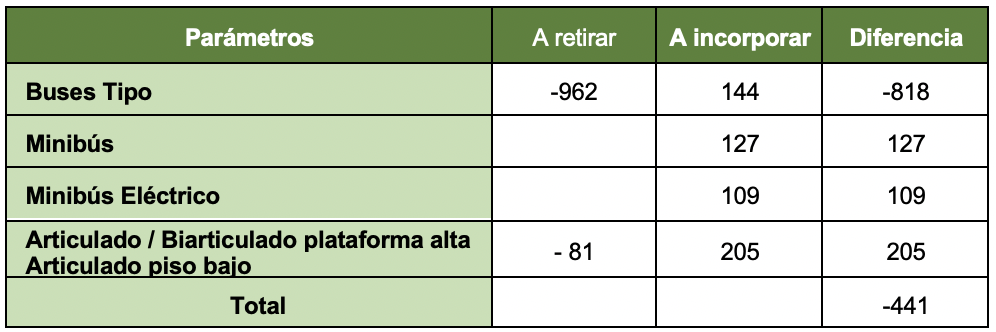 Parámetros A retirar A incorporar Diferencia
Buses Tipo -962 144 -818
Minibús 127 127
Minibús Eléctrico 109 109
Articulado / Biarticulado plataforma alta
Articulado piso bajo - 81 205 205
Total -441